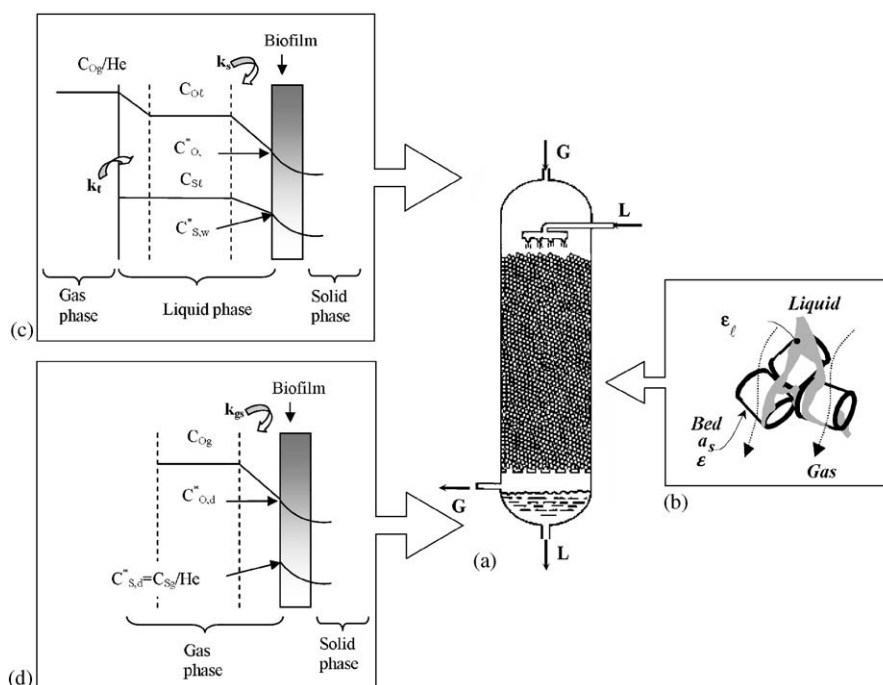 (c)
C_Og/He
C_Oℓ
k_s
Biofilm
C*_O,
k_ℓ
C_Sℓ
C*_S,w
Gas phase
Liquid phase
Solid phase
(d)
k_gs
Biofilm
C_Og
C*_O,d
C*_S,d=C_Sg/He
Gas phase
Solid phase
G
L
G
L
(a)
Liquid
ε_ℓ
Bed
a_s
ε
Gas
(b)